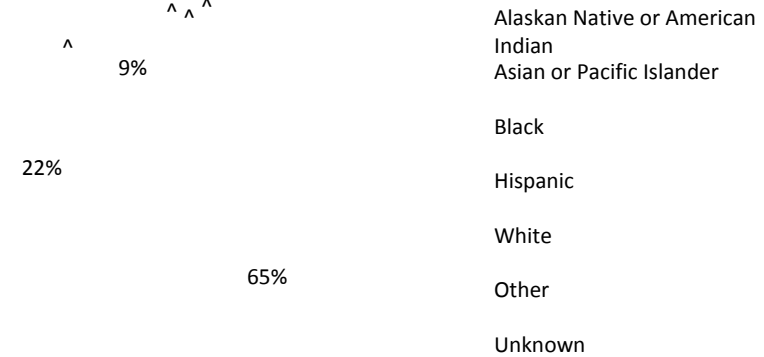 ^ ^ ^
^
9%
22%
65%
Alaskan Native or American
Indian
Asian or Pacific Islander
Black
Hispanic
White
Other
Unknown